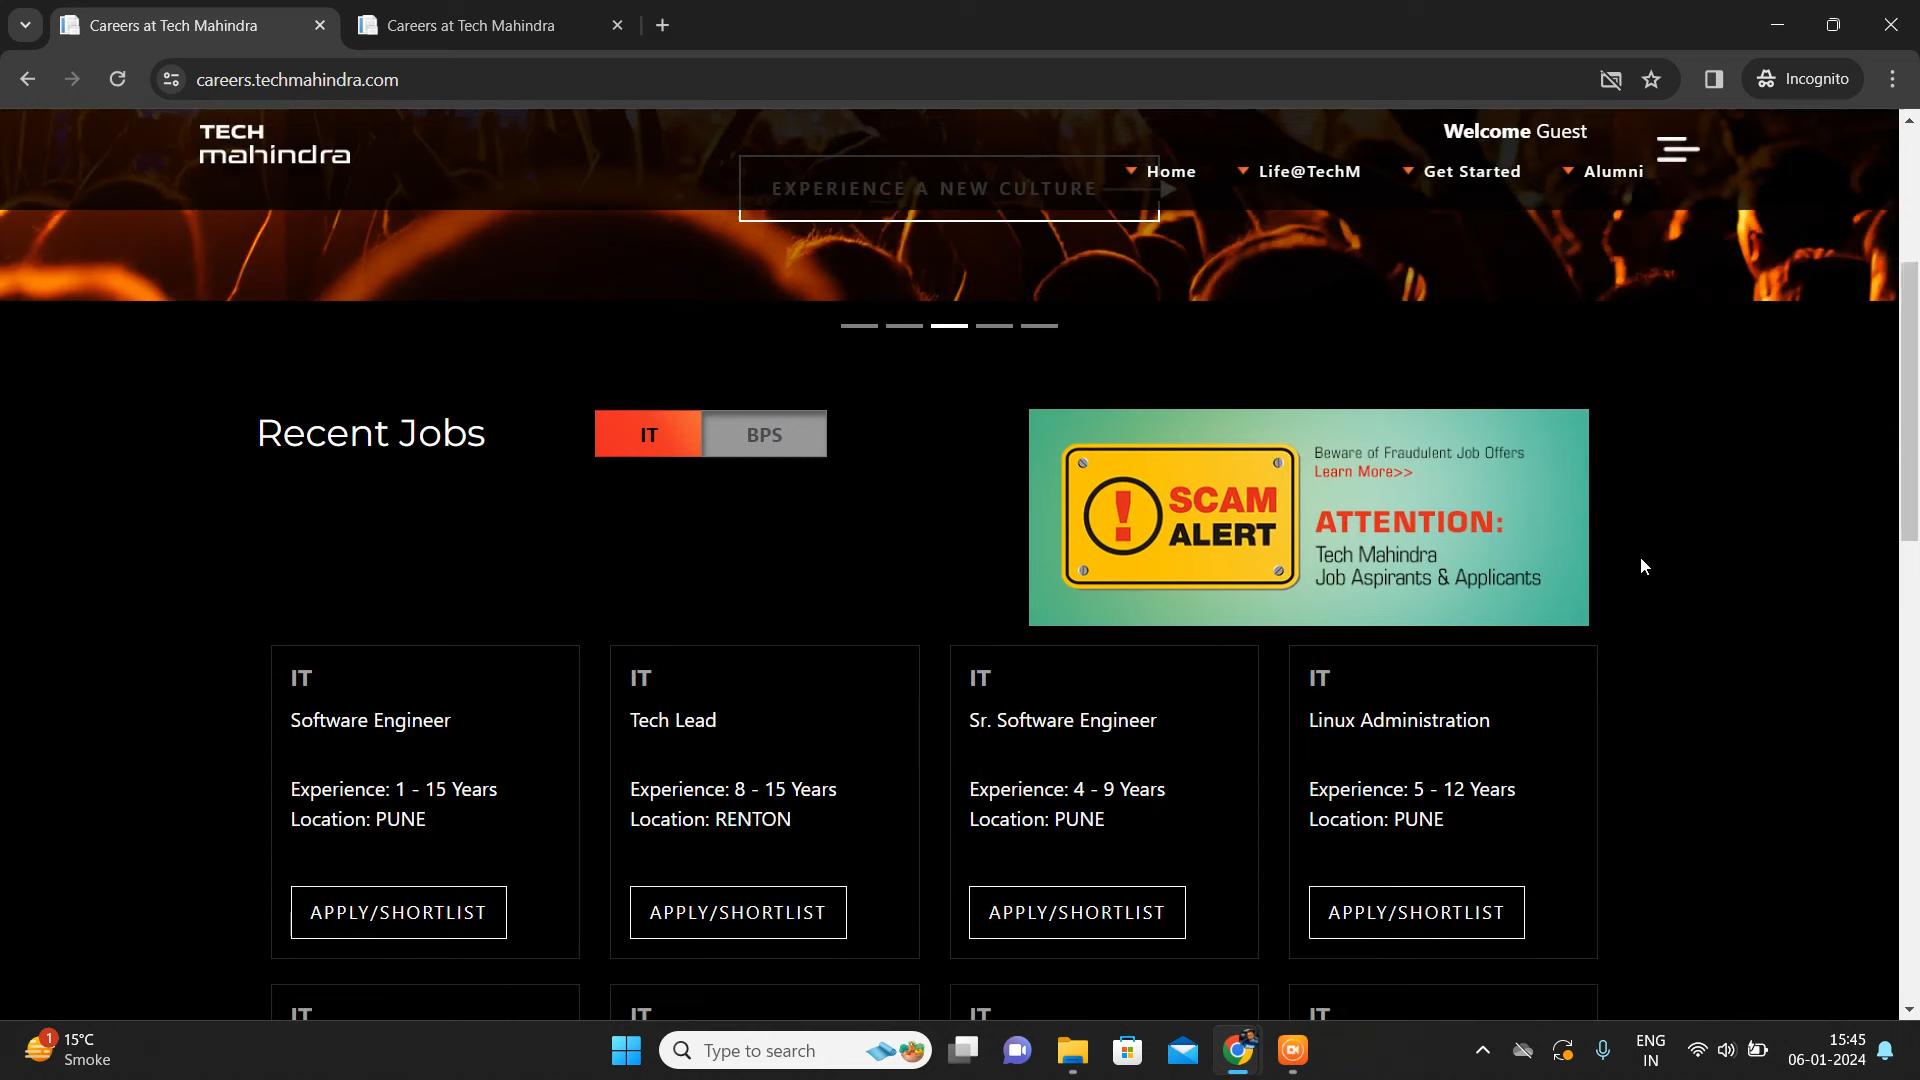 Careers at Tech Mahindra
Careers at Tech Mahindra
careers.techmahindra.com
Incognito
TECH
mahindra
Welcome Guest
Home
Life@TechM
Get Started
Alumni
EXPERIENCE A NEW CULTURE
Recent Jobs
IT
BPS
SCAM
ALERT
Beware of Fraudulent Job Offers
Learn More>>
ATTENTION:
Tech Mahindra
Job Aspirants & Applicants
IT
Software Engineer
Experience: 1 - 15 Years
Location: PUNE
APPLY/SHORTLIST
IT
Tech Lead
Experience: 8 - 15 Years
Location: RENTON
APPLY/SHORTLIST
IT
Sr. Software Engineer
Experience: 4 - 9 Years
Location: PUNE
APPLY/SHORTLIST
IT
Linux Administration
Experience: 5 - 12 Years
Location: PUNE
APPLY/SHORTLIST
IT
IT
IT
IT
1
15°C
Smoke
Type to search
ENG
IN
15:45
06-01-2024